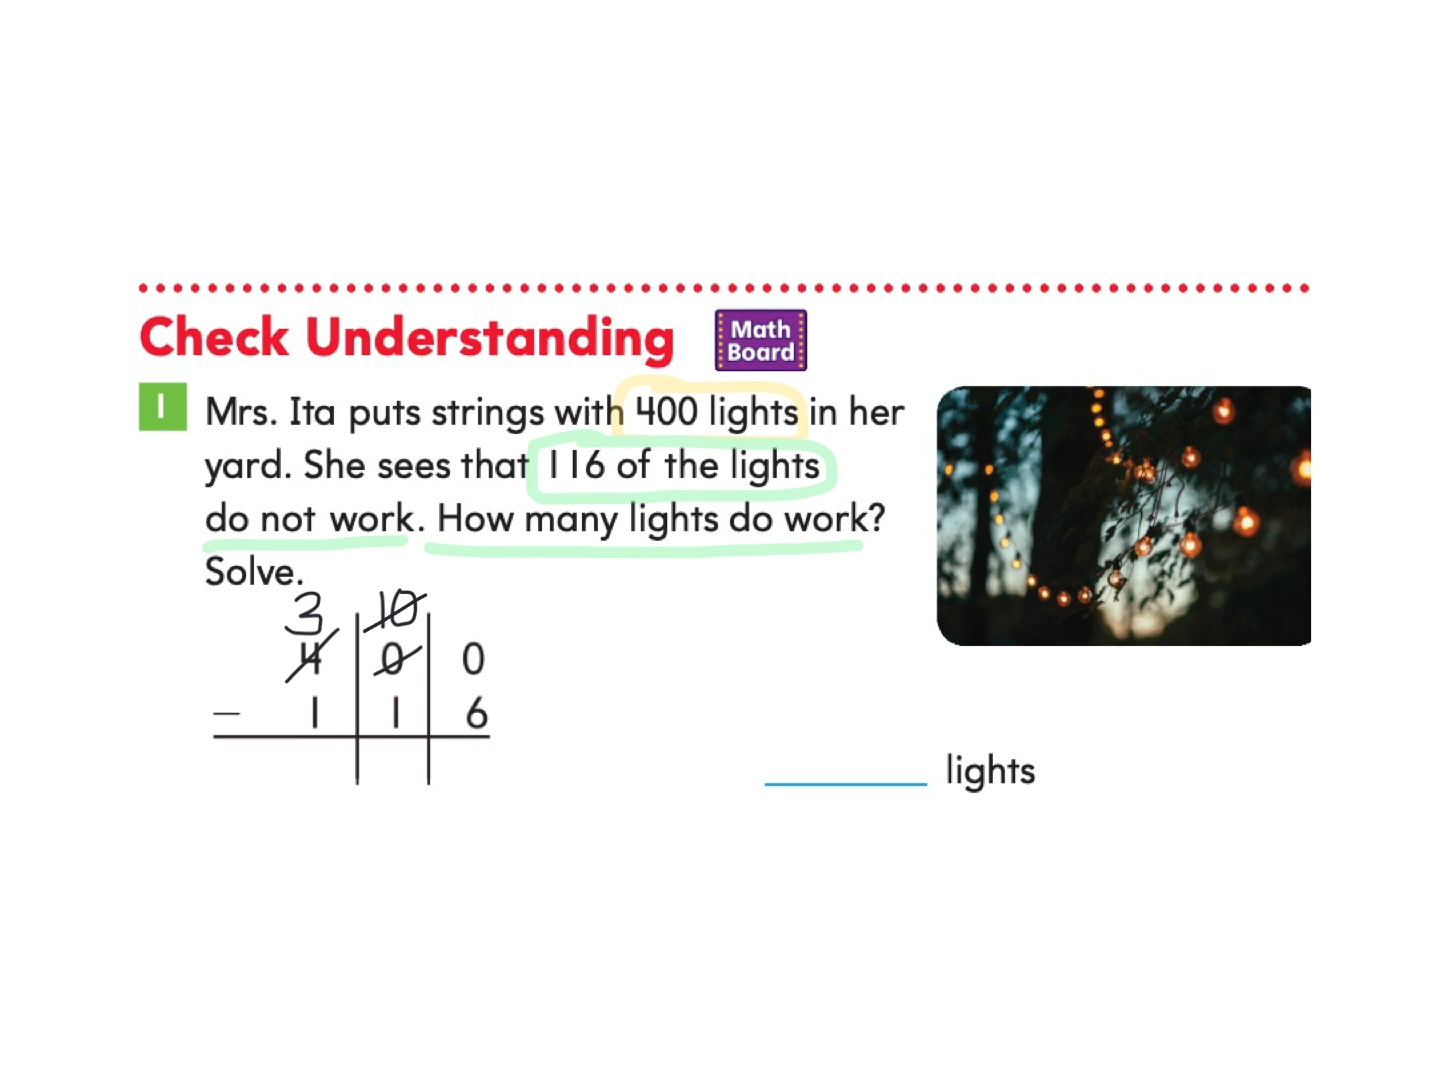 Check Understanding
Math
Board
1 Mrs. Ita puts strings with 400 lights in her
yard. She sees that 116 of the lights
do not work. How many lights do work?
Solve.
3 10
4 0 0
− 1 1 6
lights